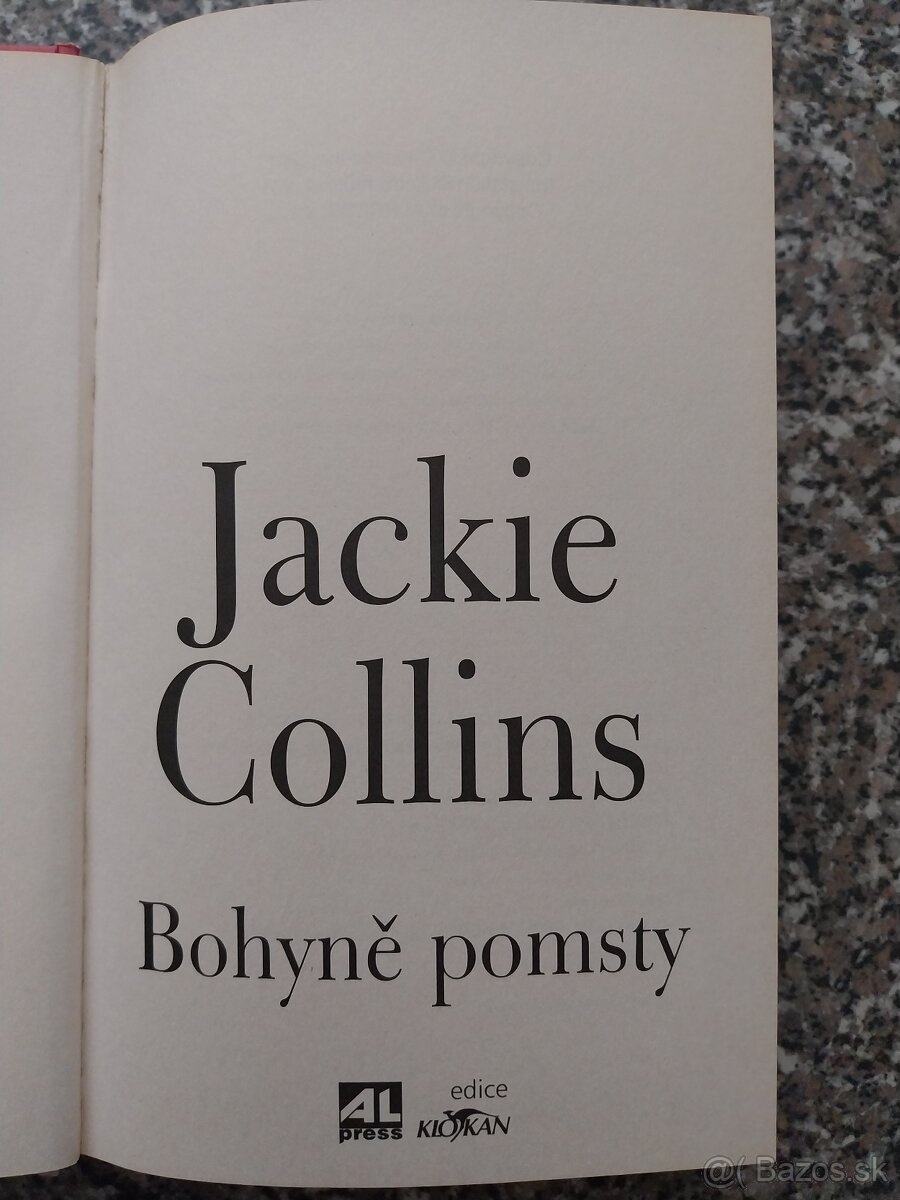 Jackie
Collins
Bohyně pomsty
AL
press
edice
KLOKAN
@( Bazos.sk